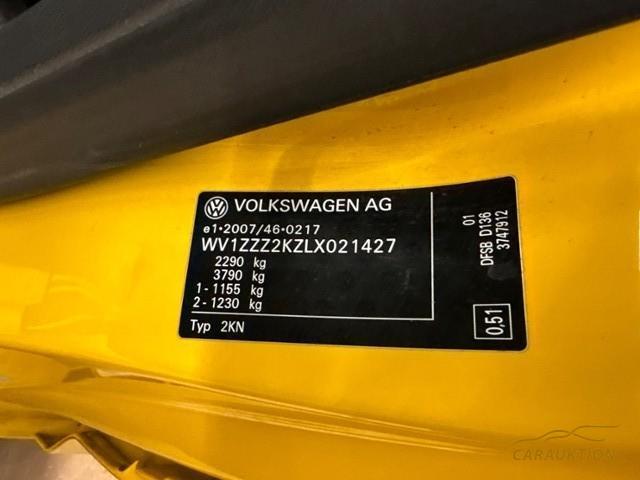 VOLKSWAGEN AG
e1•2007/46•0217
WV1ZZZ2KZLX021427
2290 kg
3790 kg
1 - 1155 kg
2 - 1230 kg
Typ 2KN
01
DFSB D136
3747912
0,51
CARAUKTION